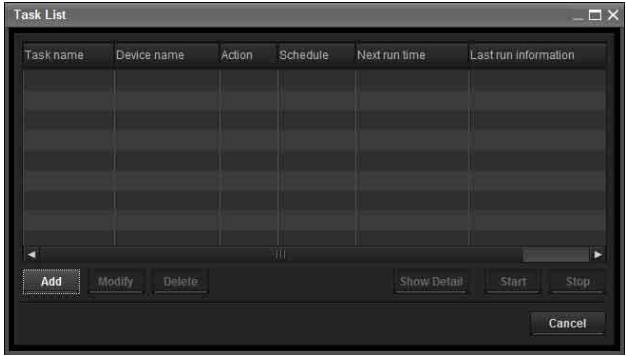 Task List
Task name Device name Action Schedule Next run time Last run information
Add Modify Delete Show Detail Start Stop
Cancel